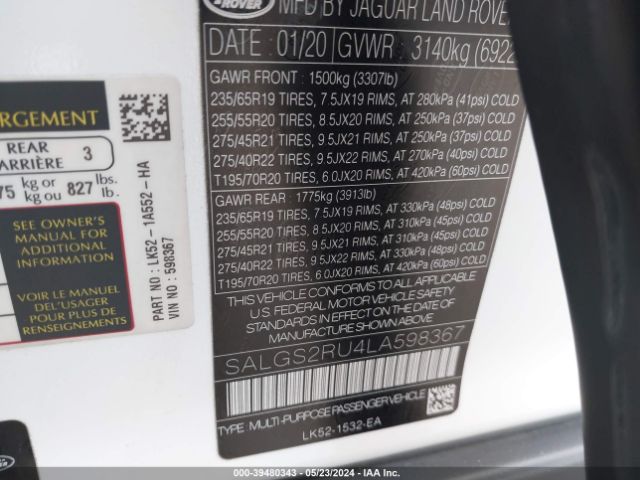 ROVER
MFD BY JAGUAR LAND ROVER
DATE: 01/20 GVWR : 3140kg (6922
GAWR FRONT : 1500kg (3307lb)
235/65R19 TIRES, 7.5JX19 RIMS, AT 280kPa (41psi) COLD
255/55R20 TIRES, 8.5JX20 RIMS, AT 250kPa (37psi) COLD
275/45R21 TIRES, 9.5JX21 RIMS, AT 250kPa (37psi) COLD
275/40R22 TIRES, 9.5JX22 RIMS, AT 270kPa (40psi) COLD
T195/70R20 TIRES, 6.0JX20 RIMS, AT 420kPa (60psi) COLD
GAWR REAR : 1775kg (3913lb)
235/65R19 TIRES, 7.5JX19 RIMS, AT 330kPa (48psi) COLD
255/55R20 TIRES, 8.5JX20 RIMS, AT 310kPa (45psi) COLD
275/45R21 TIRES, 9.5JX21 RIMS, AT 310kPa (45psi) COLD
275/40R22 TIRES, 9.5JX22 RIMS, AT 330kPa (48psi) COLD
T195/70R20 TIRES, 6.0JX20 RIMS, AT 420kPa (60psi) COLD
THIS VEHICLE CONFORMS TO ALL APPLICABLE
U.S. FEDERAL MOTOR VEHICLE SAFETY
STANDARDS IN EFFECT ON THE DATE OF
MANUFACTURE SHOWN ABOVE.
SALGS2RU4LA598367
TYPE: MULTI-PURPOSE PASSENGER VEHICLE
LK52-1532-EA
ARGEMENT
REAR
ARRIÈRE 3
75 kg or 827 lbs.
kg ou lb.
SEE OWNER'S
MANUAL FOR
ADDITIONAL
INFORMATION
VOIR LE MANUEL
DEL'USAGER
POUR PLUS DE
RENSEIGNEMENTS
PART NO : LK52-1A552-HA
VIN NO : 598367
ROVER
000-39480343 - 05/23/2024 - IAA Inc.